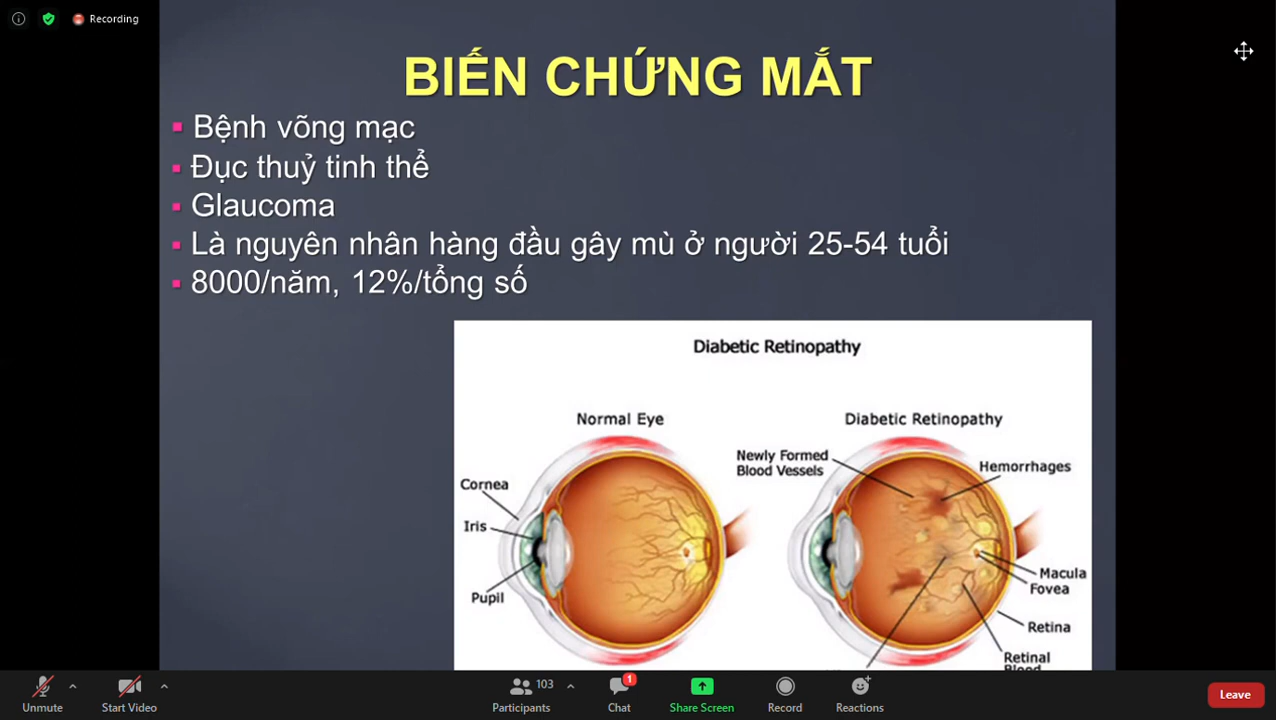 Recording
BIẾN CHỨNG MẮT
Bệnh võng mạc
Đục thuỷ tinh thể
Glaucoma
Là nguyên nhân hàng đầu gây mù ở người 25-54 tuổi
8000/năm, 12%/tổng số
Diabetic Retinopathy
Normal Eye
Cornea
Iris
Pupil
Diabetic Retinopathy
Newly Formed
Blood Vessels
Hemorrhages
Macula
Fovea
Retina
Retinal
Blood
Unmute
Start Video
Participants
103
Chat
1
Share Screen
Record
Reactions
Leave